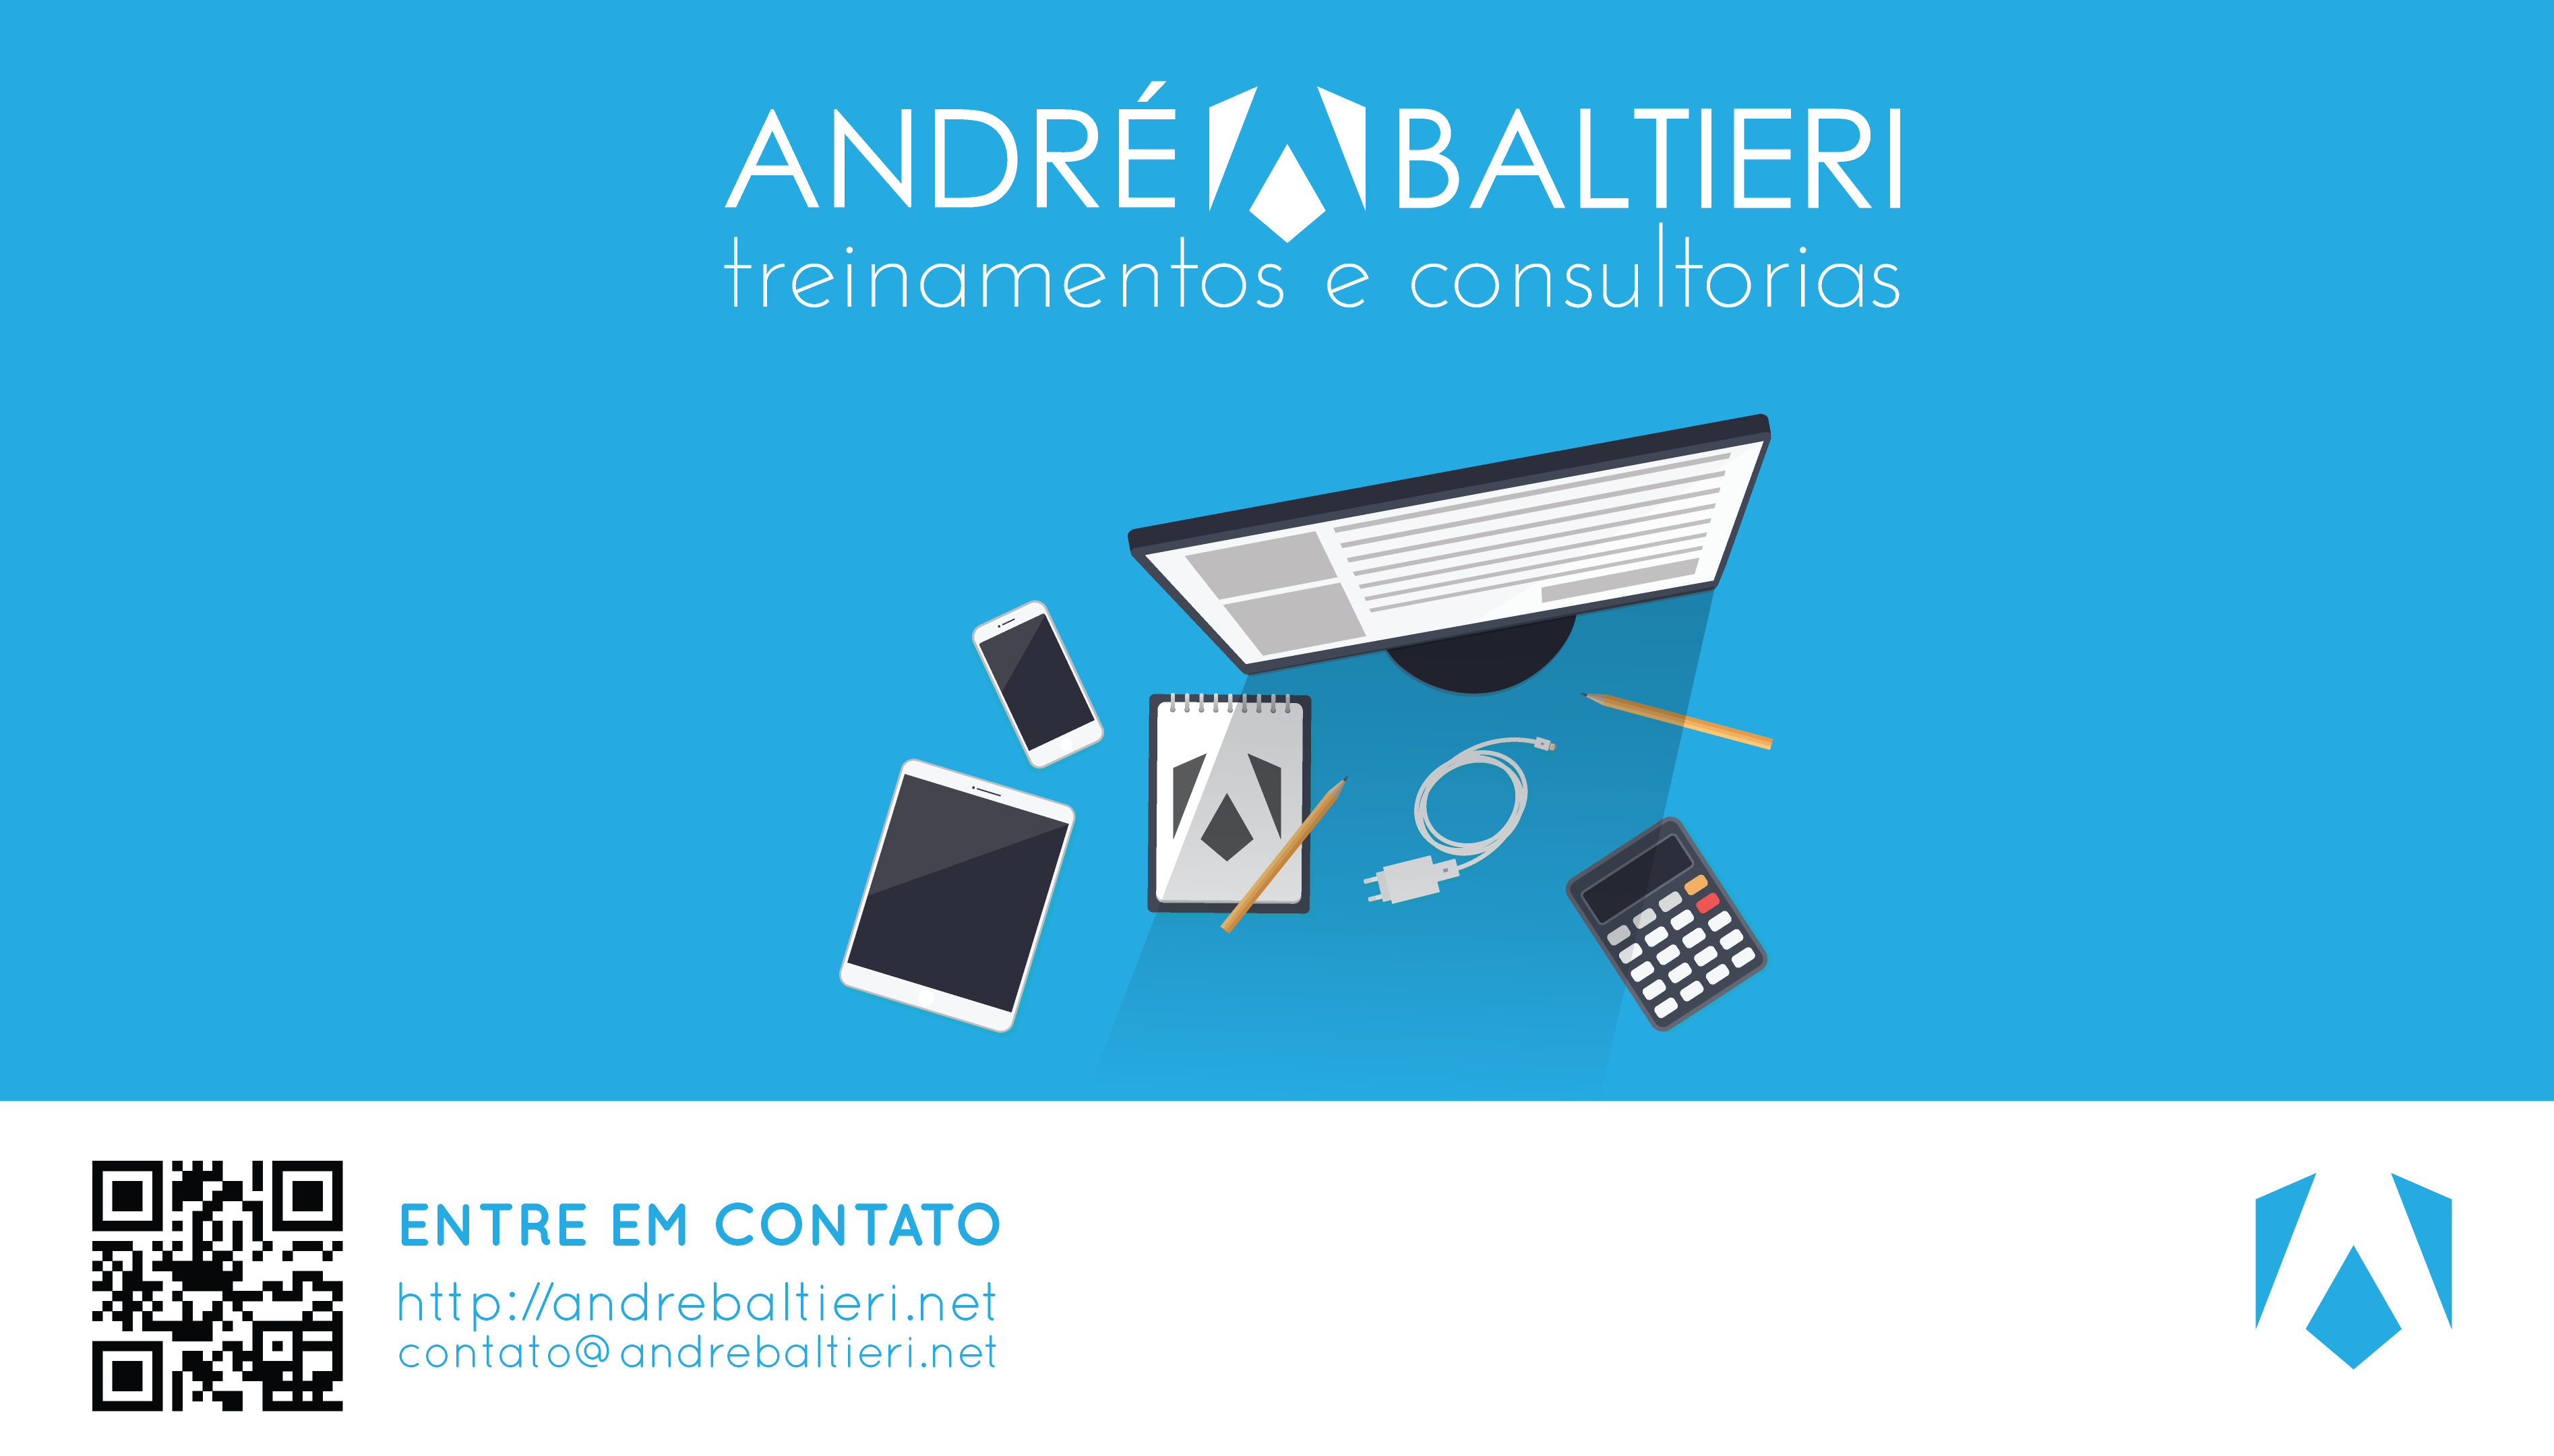 ANDRÉ BALTIERI
treinamentos e consultorias
ENTRE EM CONTATO
http://andrebaltieri.net
contato@andrebaltieri.net